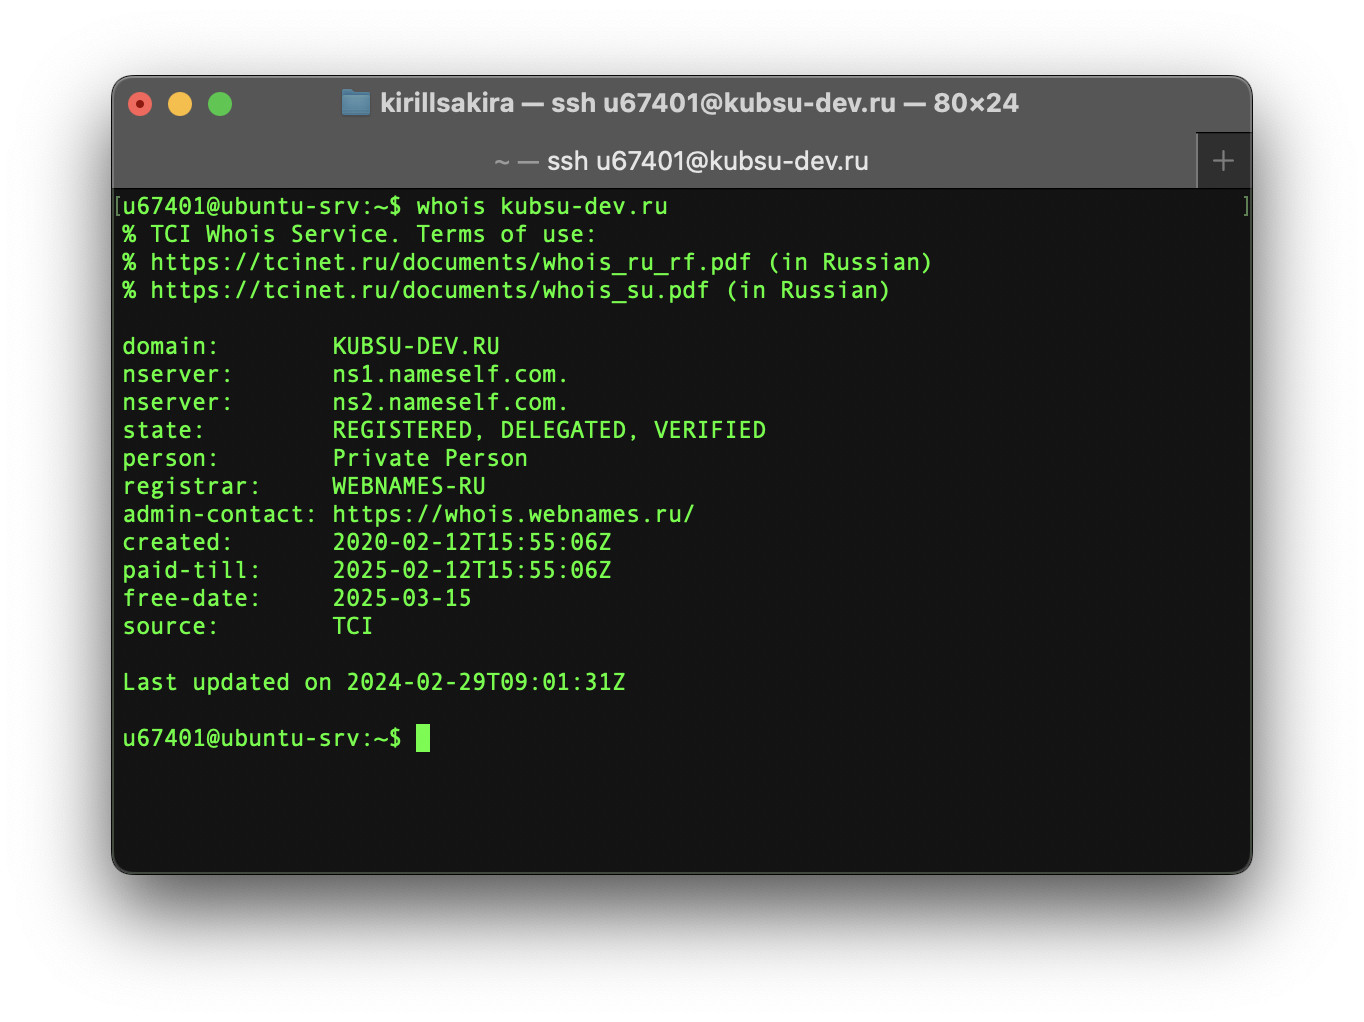 kirillsakira — ssh u67401@kubsu-dev.ru — 80×24
~ — ssh u67401@kubsu-dev.ru
+
[u67401@ubuntu-srv:~$ whois kubsu-dev.ru ]
% TCI Whois Service. Terms of use:
% https://tcinet.ru/documents/whois_ru_rf.pdf (in Russian)
% https://tcinet.ru/documents/whois_su.pdf (in Russian)
domain:        KUBSU-DEV.RU
nserver:       ns1.nameself.com.
nserver:       ns2.nameself.com.
state:         REGISTERED, DELEGATED, VERIFIED
person:        Private Person
registrar:     WEBNAMES-RU
admin-contact: https://whois.webnames.ru/
created:       2020-02-12T15:55:06Z
paid-till:     2025-02-12T15:55:06Z
free-date:     2025-03-15
source:        TCI
Last updated on 2024-02-29T09:01:31Z
u67401@ubuntu-srv:~$